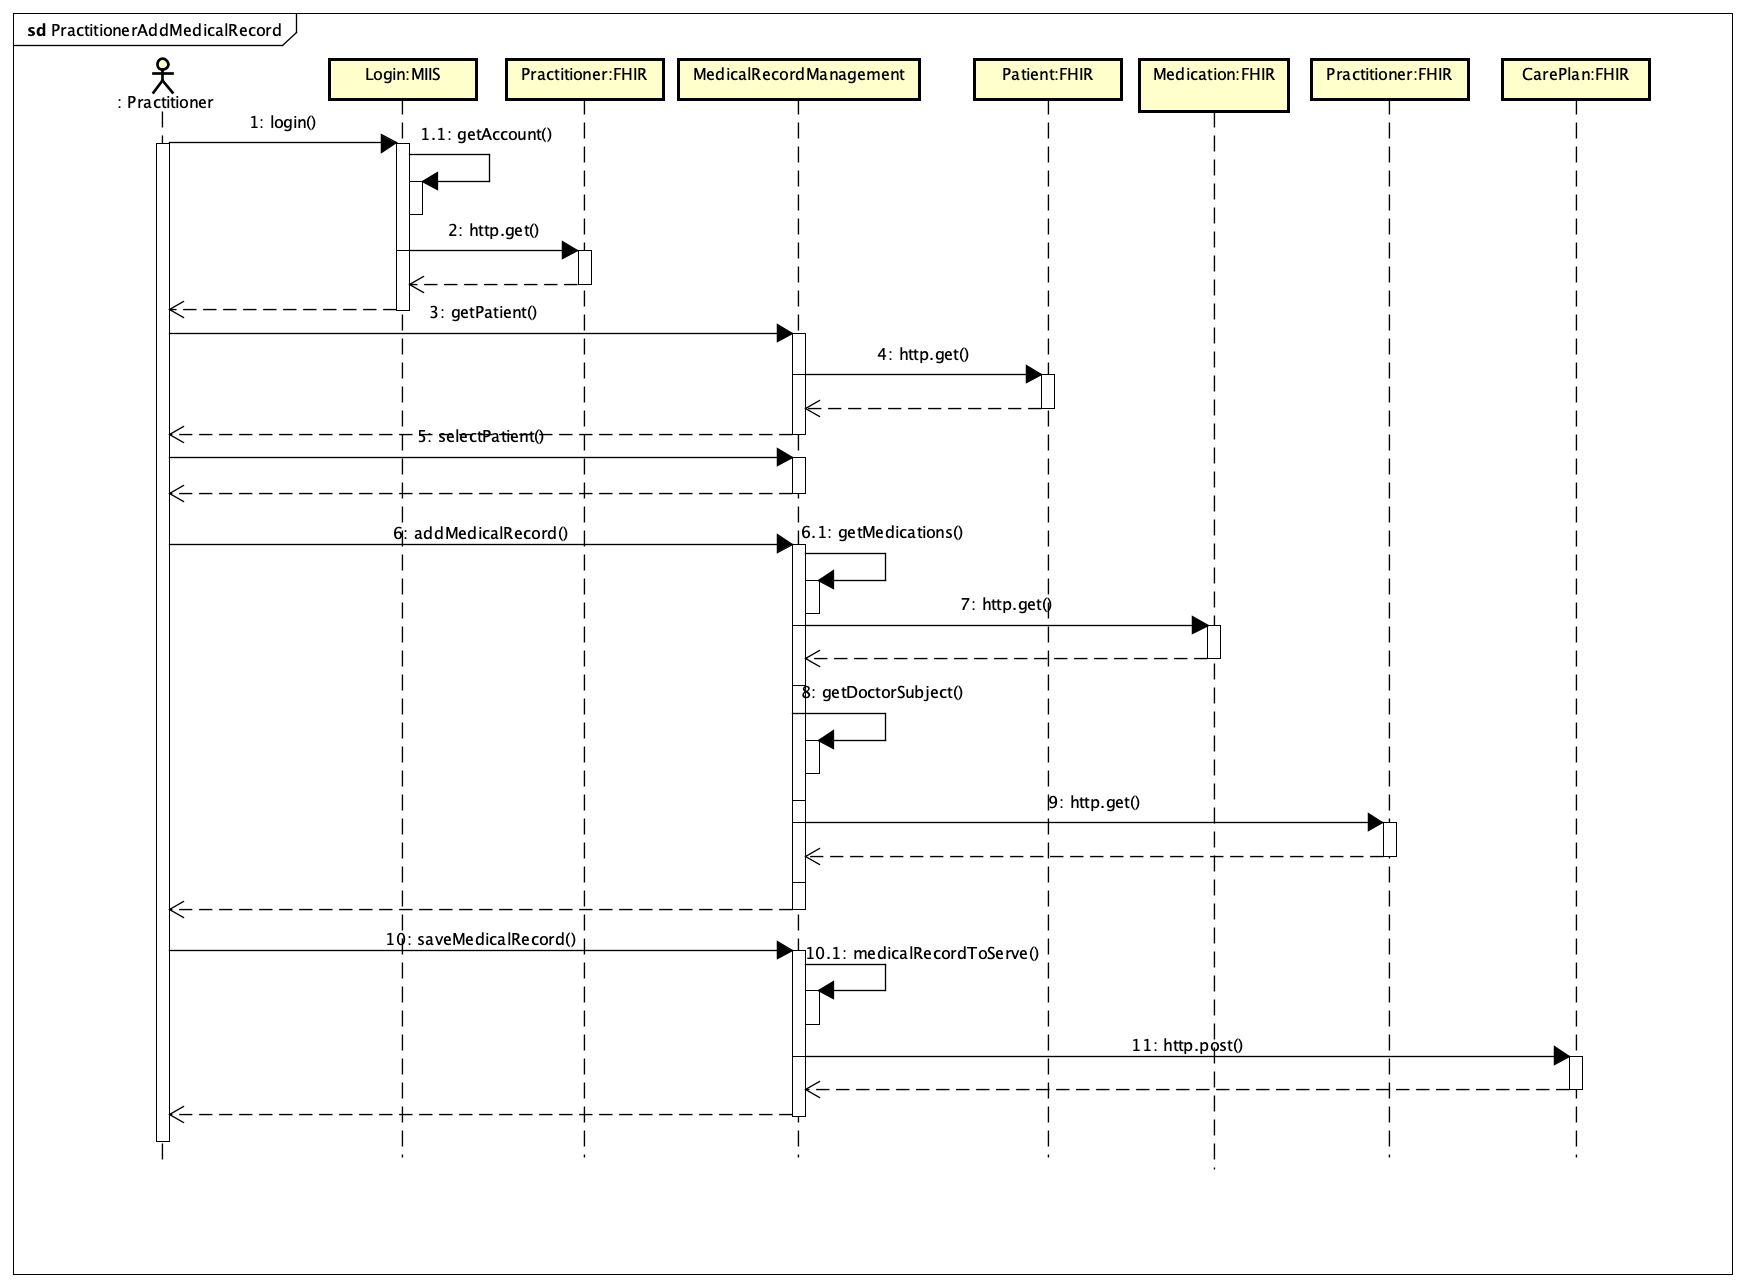 sd PractitionerAddMedicalRecord
: Practitioner
Login:MIIS
Practitioner:FHIR
MedicalRecordManagement
Patient:FHIR
Medication:FHIR
Practitioner:FHIR
CarePlan:FHIR
1: login()
1.1: getAccount()
2: http.get()
3: getPatient()
4: http.get()
5: selectPatient()
6: addMedicalRecord()
6.1: getMedications()
7: http.get()
8: getDoctorSubject()
9: http.get()
10: saveMedicalRecord()
10.1: medicalRecordToServe()
11: http.post()